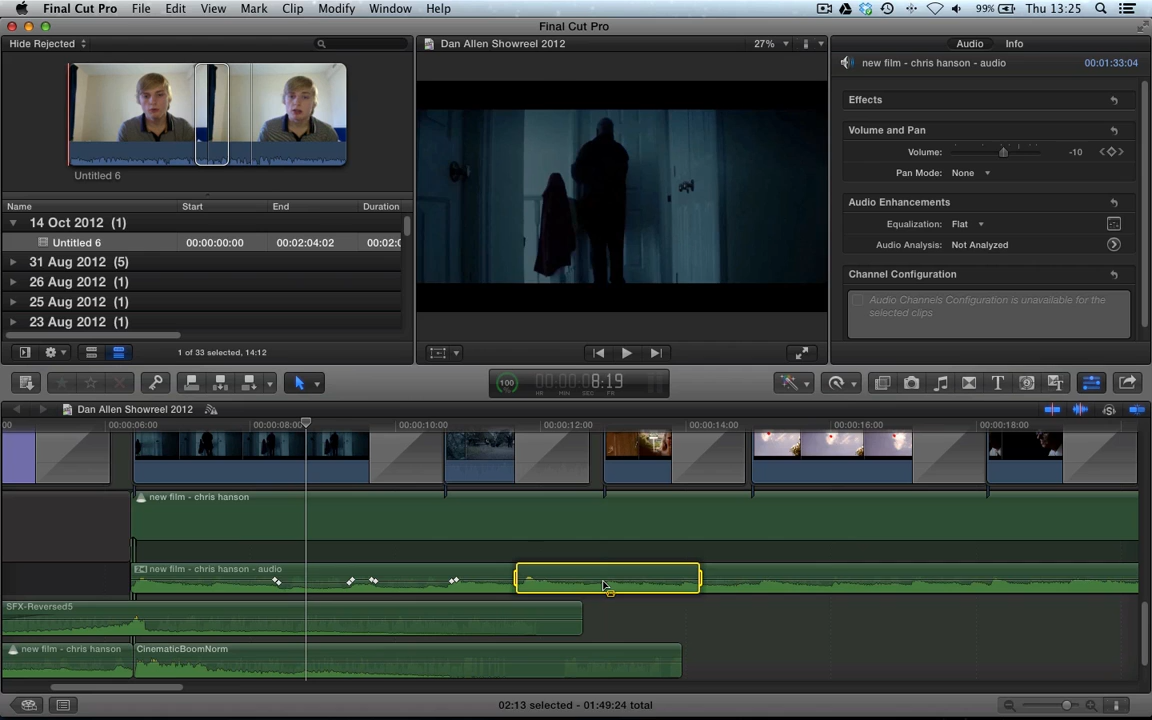 Final Cut Pro File Edit View Mark Clip Modify Window Help 99% Thu 13:25
Final Cut Pro
Hide Rejected
Dan Allen Showreel 2012 27%
Audio Info
new film - chris hanson - audio 00:01:33:04
Effects
Volume and Pan
Volume: -10
Pan Mode: None
Audio Enhancements
Equalization: Flat
Audio Analysis: Not Analyzed
Channel Configuration
Audio Channels Configuration is unavailable for the
selected clips
Untitled 6
Name Start End Duration
14 Oct 2012 (1)
Untitled 6 00:00:00:00 00:02:04:02 00:02:0
31 Aug 2012 (5)
26 Aug 2012 (1)
25 Aug 2012 (1)
23 Aug 2012 (1)
1 of 33 selected, 14:12
100 00:00:08:19
HR MIN SEC FR
Dan Allen Showreel 2012
00 00:00:06:00 00:00:08:00 00:00:10:00 00:00:12:00 00:00:14:00 00:00:16:00 00:00:18:00
new film - chris hanson
new film - chris hanson - audio
SFX-Reversed5
new film - chris hanson CinematicBoomNorm
02:13 selected - 01:49:24 total